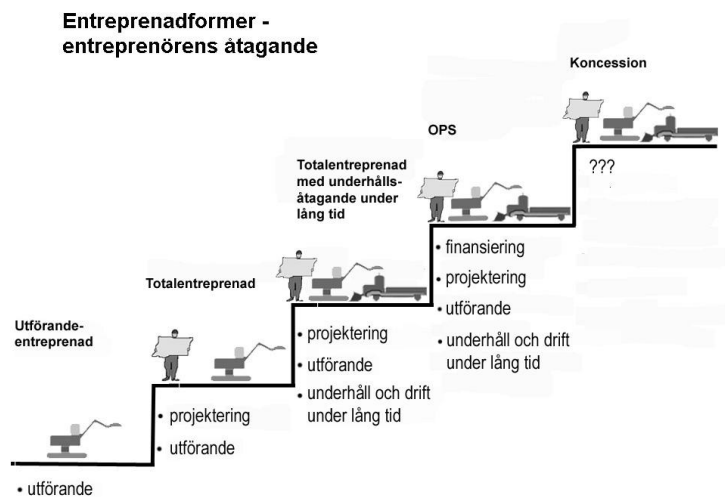 Entreprenadformer -
entreprenörens åtagande
Utförande-
entreprenad
• utförande
Totalentreprenad
• projektering
• utförande
Totalentreprenad
med underhålls-
åtagande under
lång tid
• projektering
• utförande
• underhåll och drift
under lång tid
OPS
• finansiering
• projektering
• utförande
• underhåll och drift
under lång tid
Koncession
???